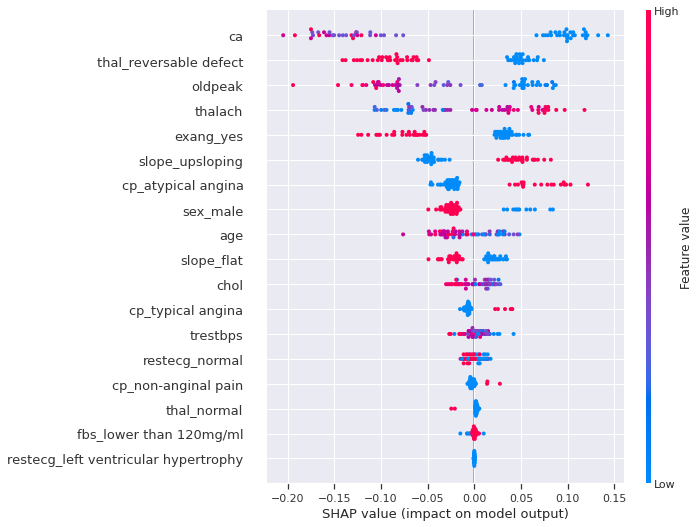 High
ca
thal_reversable defect
oldpeak
thalach
exang_yes
slope_upsloping
cp_atypical angina
sex_male
age
slope_flat
chol
cp_typical angina
trestbps
restecg_normal
cp_non-anginal pain
thal_normal
fbs_lower than 120mg/ml
restecg_left ventricular hypertrophy
Feature value
Low
−0.20 −0.15 −0.10 −0.05 0.00 0.05 0.10 0.15
SHAP value (impact on model output)